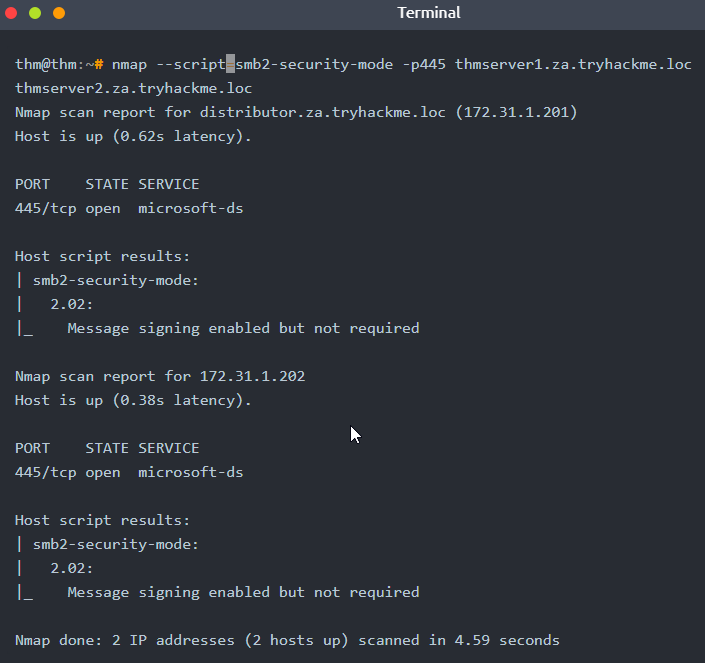 Terminal
thm@thm:~# nmap --script=smb2-security-mode -p445 thmserver1.za.tryhackme.loc
thmserver2.za.tryhackme.loc
Nmap scan report for distributor.za.tryhackme.loc (172.31.1.201)
Host is up (0.62s latency).
PORT    STATE SERVICE
445/tcp open  microsoft-ds
Host script results:
| smb2-security-mode:
|   2.02:
|_    Message signing enabled but not required
Nmap scan report for 172.31.1.202
Host is up (0.38s latency).
PORT    STATE SERVICE
445/tcp open  microsoft-ds
Host script results:
| smb2-security-mode:
|   2.02:
|_    Message signing enabled but not required
Nmap done: 2 IP addresses (2 hosts up) scanned in 4.59 seconds